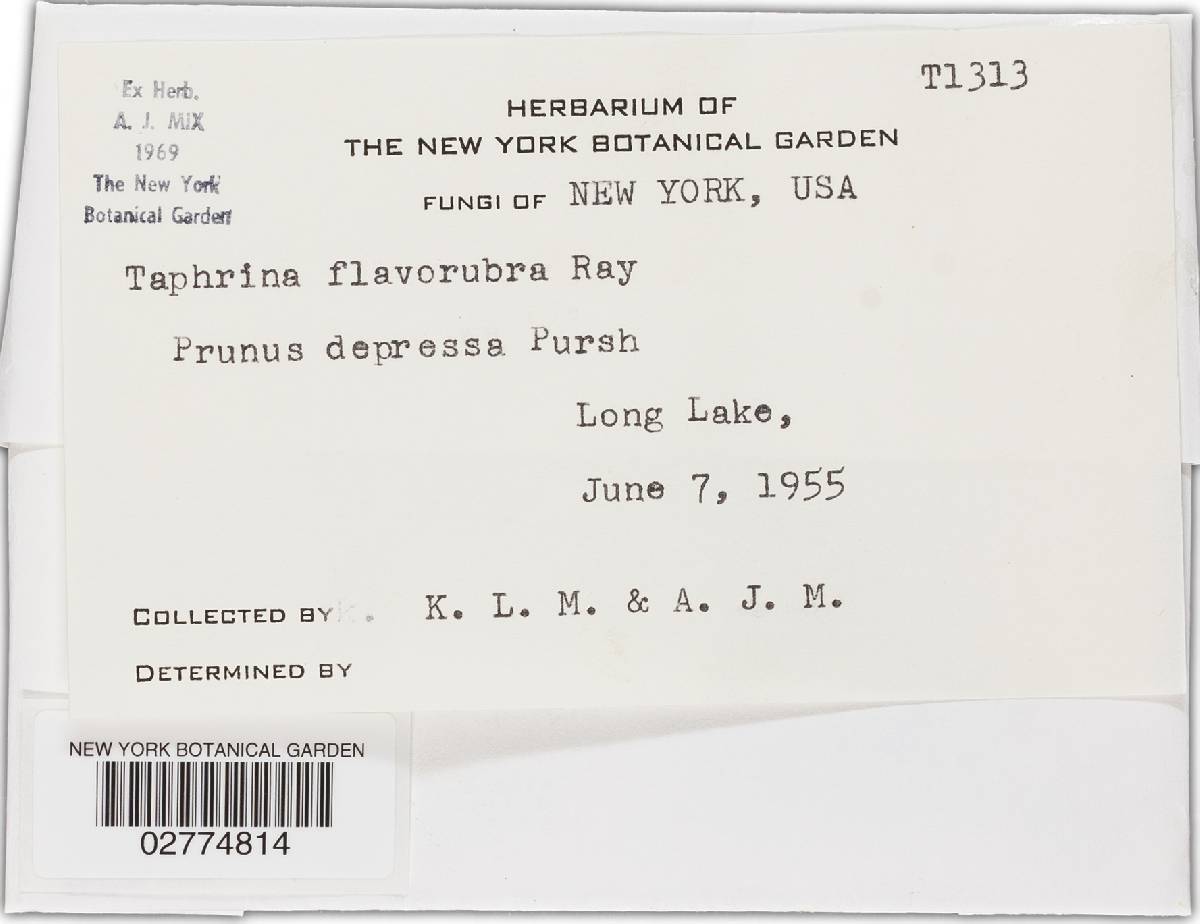 T1313
Ex Herb.
A. J. MIX
1969
The New York
Botanical Garden
HERBARIUM OF
THE NEW YORK BOTANICAL GARDEN
FUNGI OF NEW YORK, USA
Taphrina flavorubra Ray
Prunus depressa Pursh
Long Lake,
June 7, 1955
COLLECTED BY K. L. M. & A. J. M.
DETERMINED BY
NEW YORK BOTANICAL GARDEN
02774814